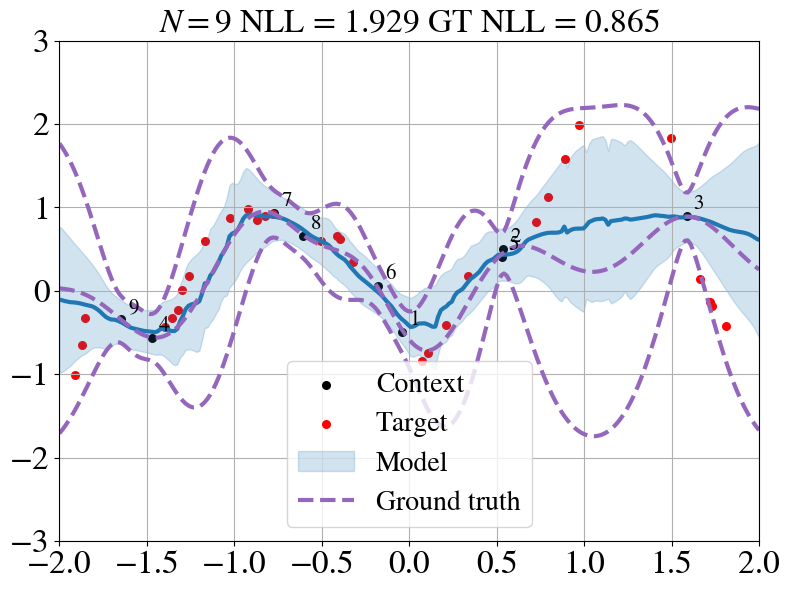 N = 9 NLL = 1.929 GT NLL = 0.865
3
2
1
0
−1
−2
−3
7
8
3
2
5
6
9
4
1
Context
Target
Model
Ground truth
−2.0 −1.5 −1.0 −0.5 0.0 0.5 1.0 1.5 2.0